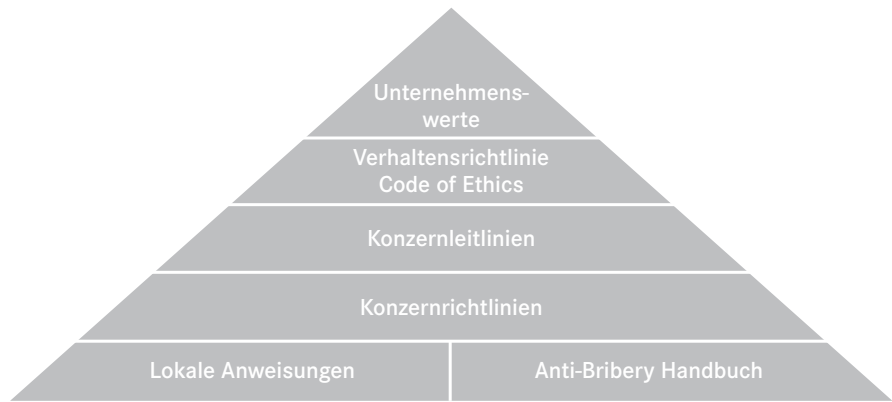 Unternehmens-
werte
Verhaltensrichtlinie
Code of Ethics
Konzernleitlinien
Konzernrichtlinien
Lokale Anweisungen
Anti-Bribery Handbuch